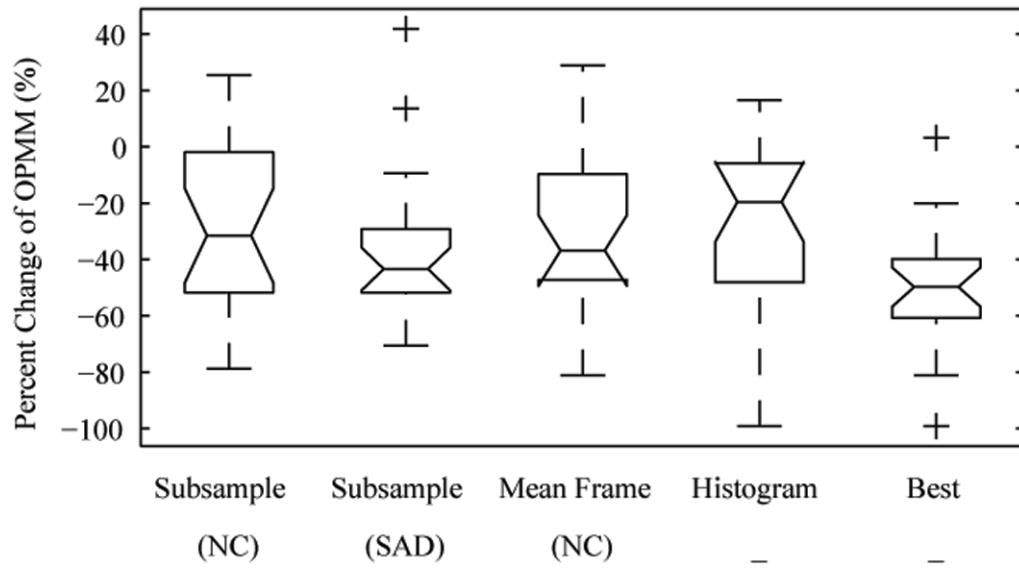 Percent Change of OPMM (%)
40
20
0
−20
−40
−60
−80
−100
Subsample Subsample Mean Frame Histogram Best
(NC) (SAD) (NC) – –